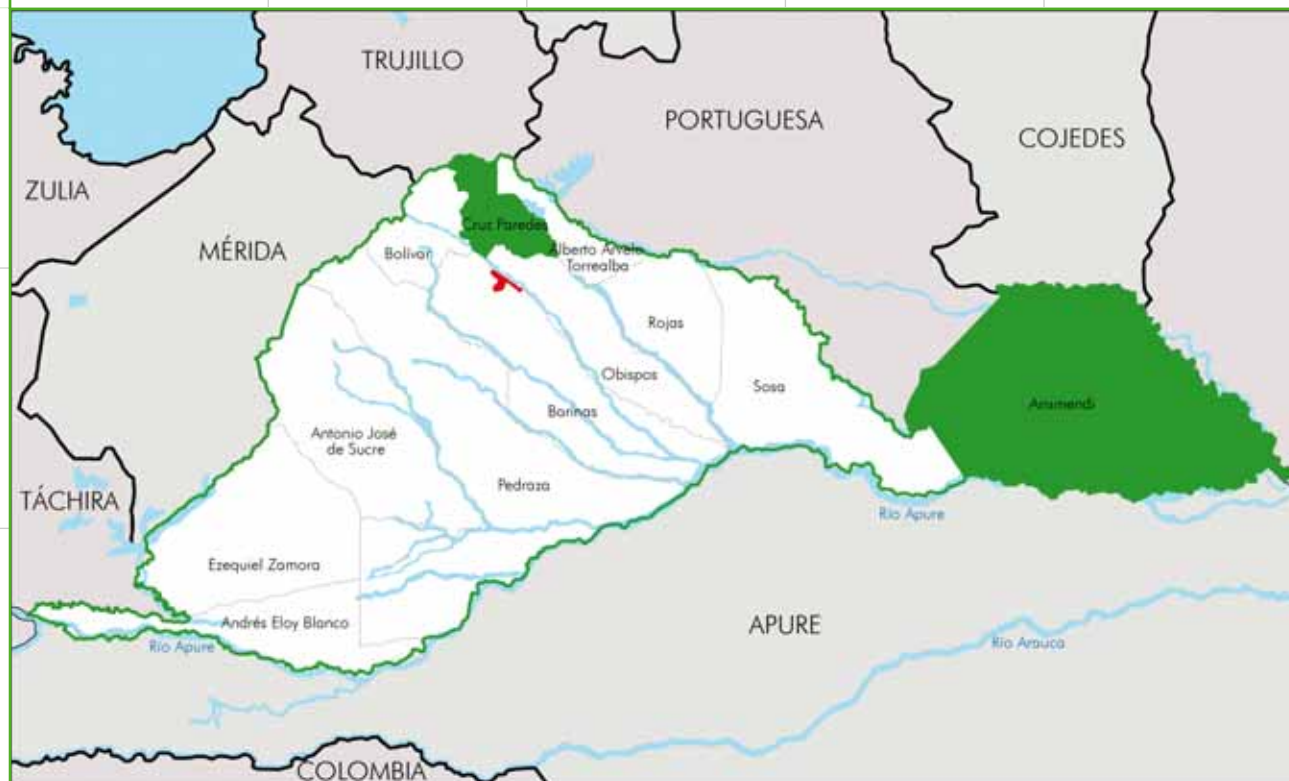 TRUJILLO
PORTUGUESA
COJEDES
ZULIA
MÉRIDA
Cruz Paredes
Bolívar
Alberto Arvelo
Torrealba
Rojas
Obispos
Sosa
Barinas
Arismendi
Antonio José
de Sucre
Pedraza
TÁCHIRA
Río Apure
Ezequiel Zamora
Andrés Eloy Blanco
APURE
Río Apure
Río Arauca
COLOMBIA